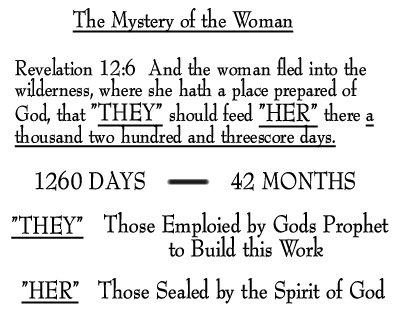 The Mystery of the Woman
Revelation 12:6 And the woman fled into the
wilderness, where she hath a place prepared of
God, that "THEY" should feed "HER" there a
thousand two hundred and threescore days.
1260 DAYS — 42 MONTHS
"THEY" Those Emploied by Gods Prophet
to Build this Work
"HER" Those Sealed by the Spirit of God